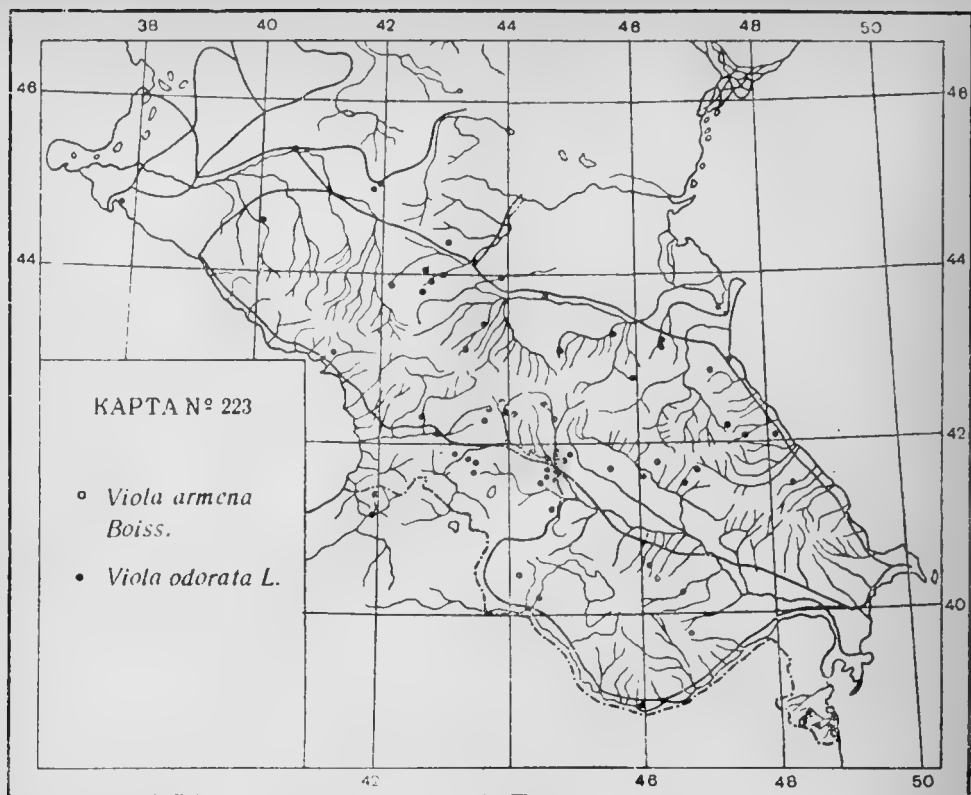 38 40 42 44 46 48 50
46 46
44 44
КАРТА № 223
42 42
○ Viola armena
Boiss.
• Viola odorata L.
40 40
42 44 46 48 50